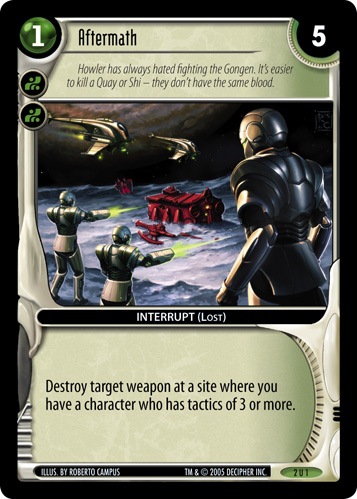 1 Aftermath 5
Howler has always hated fighting the Gongen. It's easier
to kill a Quay or Shi – they don't have the same blood.
INTERRUPT (LOST)
Destroy target weapon at a site where you
have a character who has tactics of 3 or more.
ILLUS. BY ROBERTO CAMPUS TM & © 2005 DECIPHER INC. 2 U 1